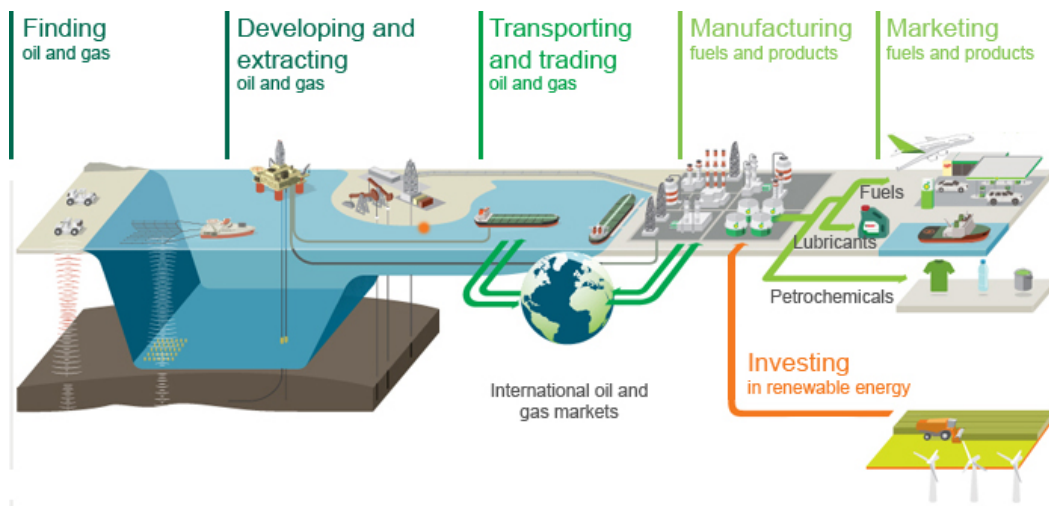 Finding
oil and gas
Developing and
extracting
oil and gas
Transporting
and trading
oil and gas
Manufacturing
fuels and products
Marketing
fuels and products
Fuels
Lubricants
Petrochemicals
International oil and
gas markets
Investing
in renewable energy